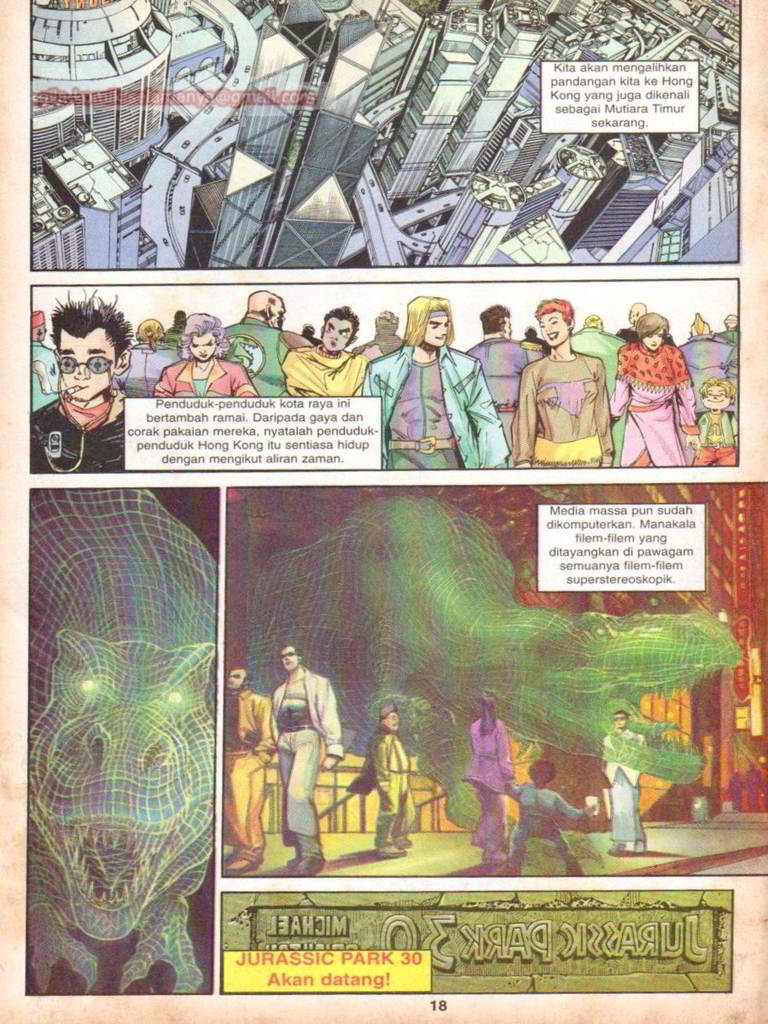 Kita akan mengalihkan
pandangan kita ke Hong
Kong yang juga dikenali
sebagai Mutiara Timur
sekarang.
Penduduk-penduduk kota raya ini
bertambah ramai. Daripada gaya dan
corak pakaian mereka, nyatalah penduduk-
penduduk Hong Kong itu sentiasa hidup
dengan mengikut aliran zaman.
Media massa pun sudah
dikomputerkan. Manakala
filem-filem yang
ditayangkan di pawagam
semuanya filem-filem
superstereoskopik.
MICHAEL
JURASSIC PARK 30
JURASSIC PARK 30
Akan datang!
18